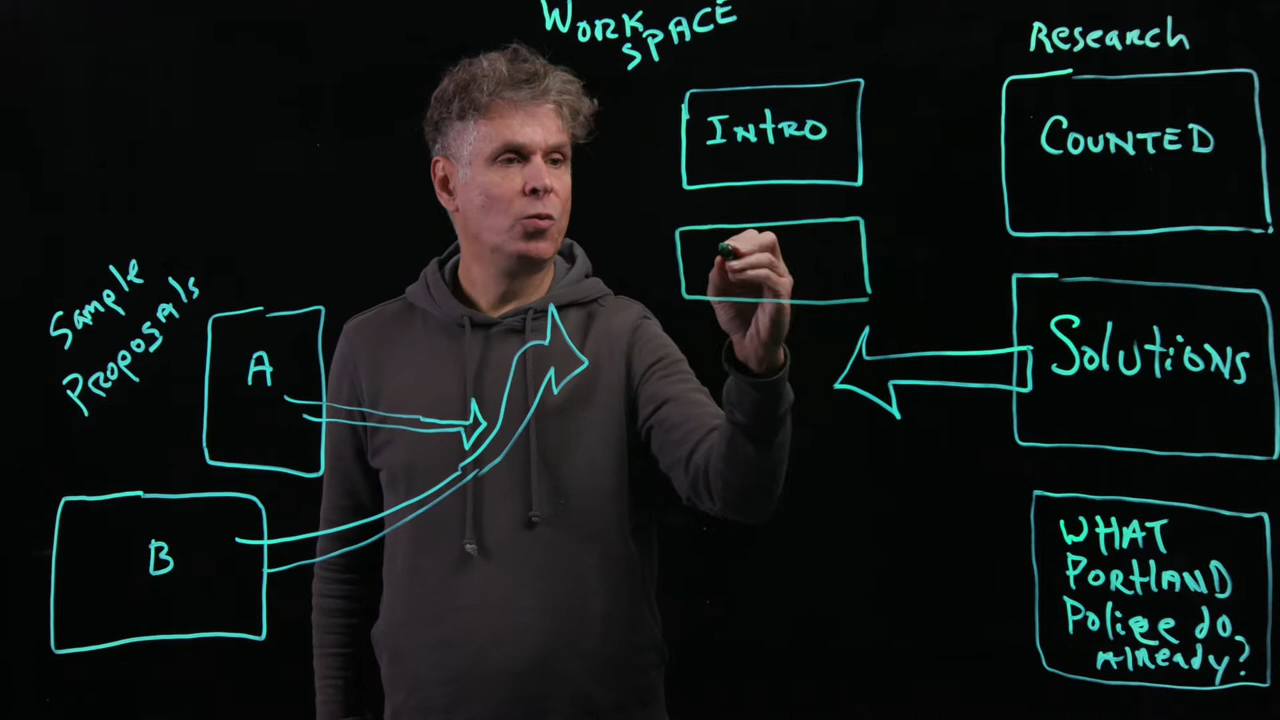 WORK
SPACE
Research
INTRO
COUNTED
Sample
PROPOSAls
A
SolutioNS
B
WHAT
PORTLAND
Police do
AlReady?